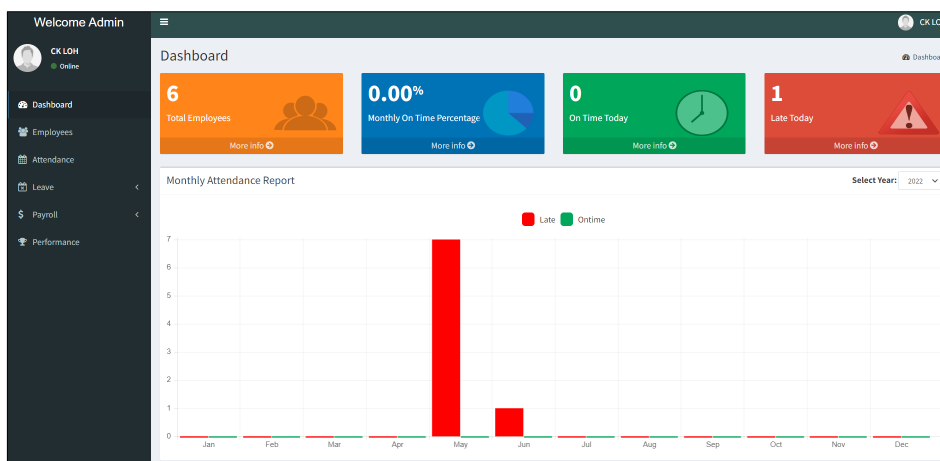 Welcome Admin
CK LO
CK LOH
Online
Dashboard
Dashboa
Dashboard
Employees
Attendance
Leave
Payroll
Performance
6
Total Employees
More info
0.00%
Monthly On Time Percentage
More info
0
On Time Today
More info
1
Late Today
More info
Monthly Attendance Report
Select Year: 2022
Late Ontime
7
6
5
4
3
2
1
0
Jan Feb Mar Apr May Jun Jul Aug Sep Oct Nov Dec